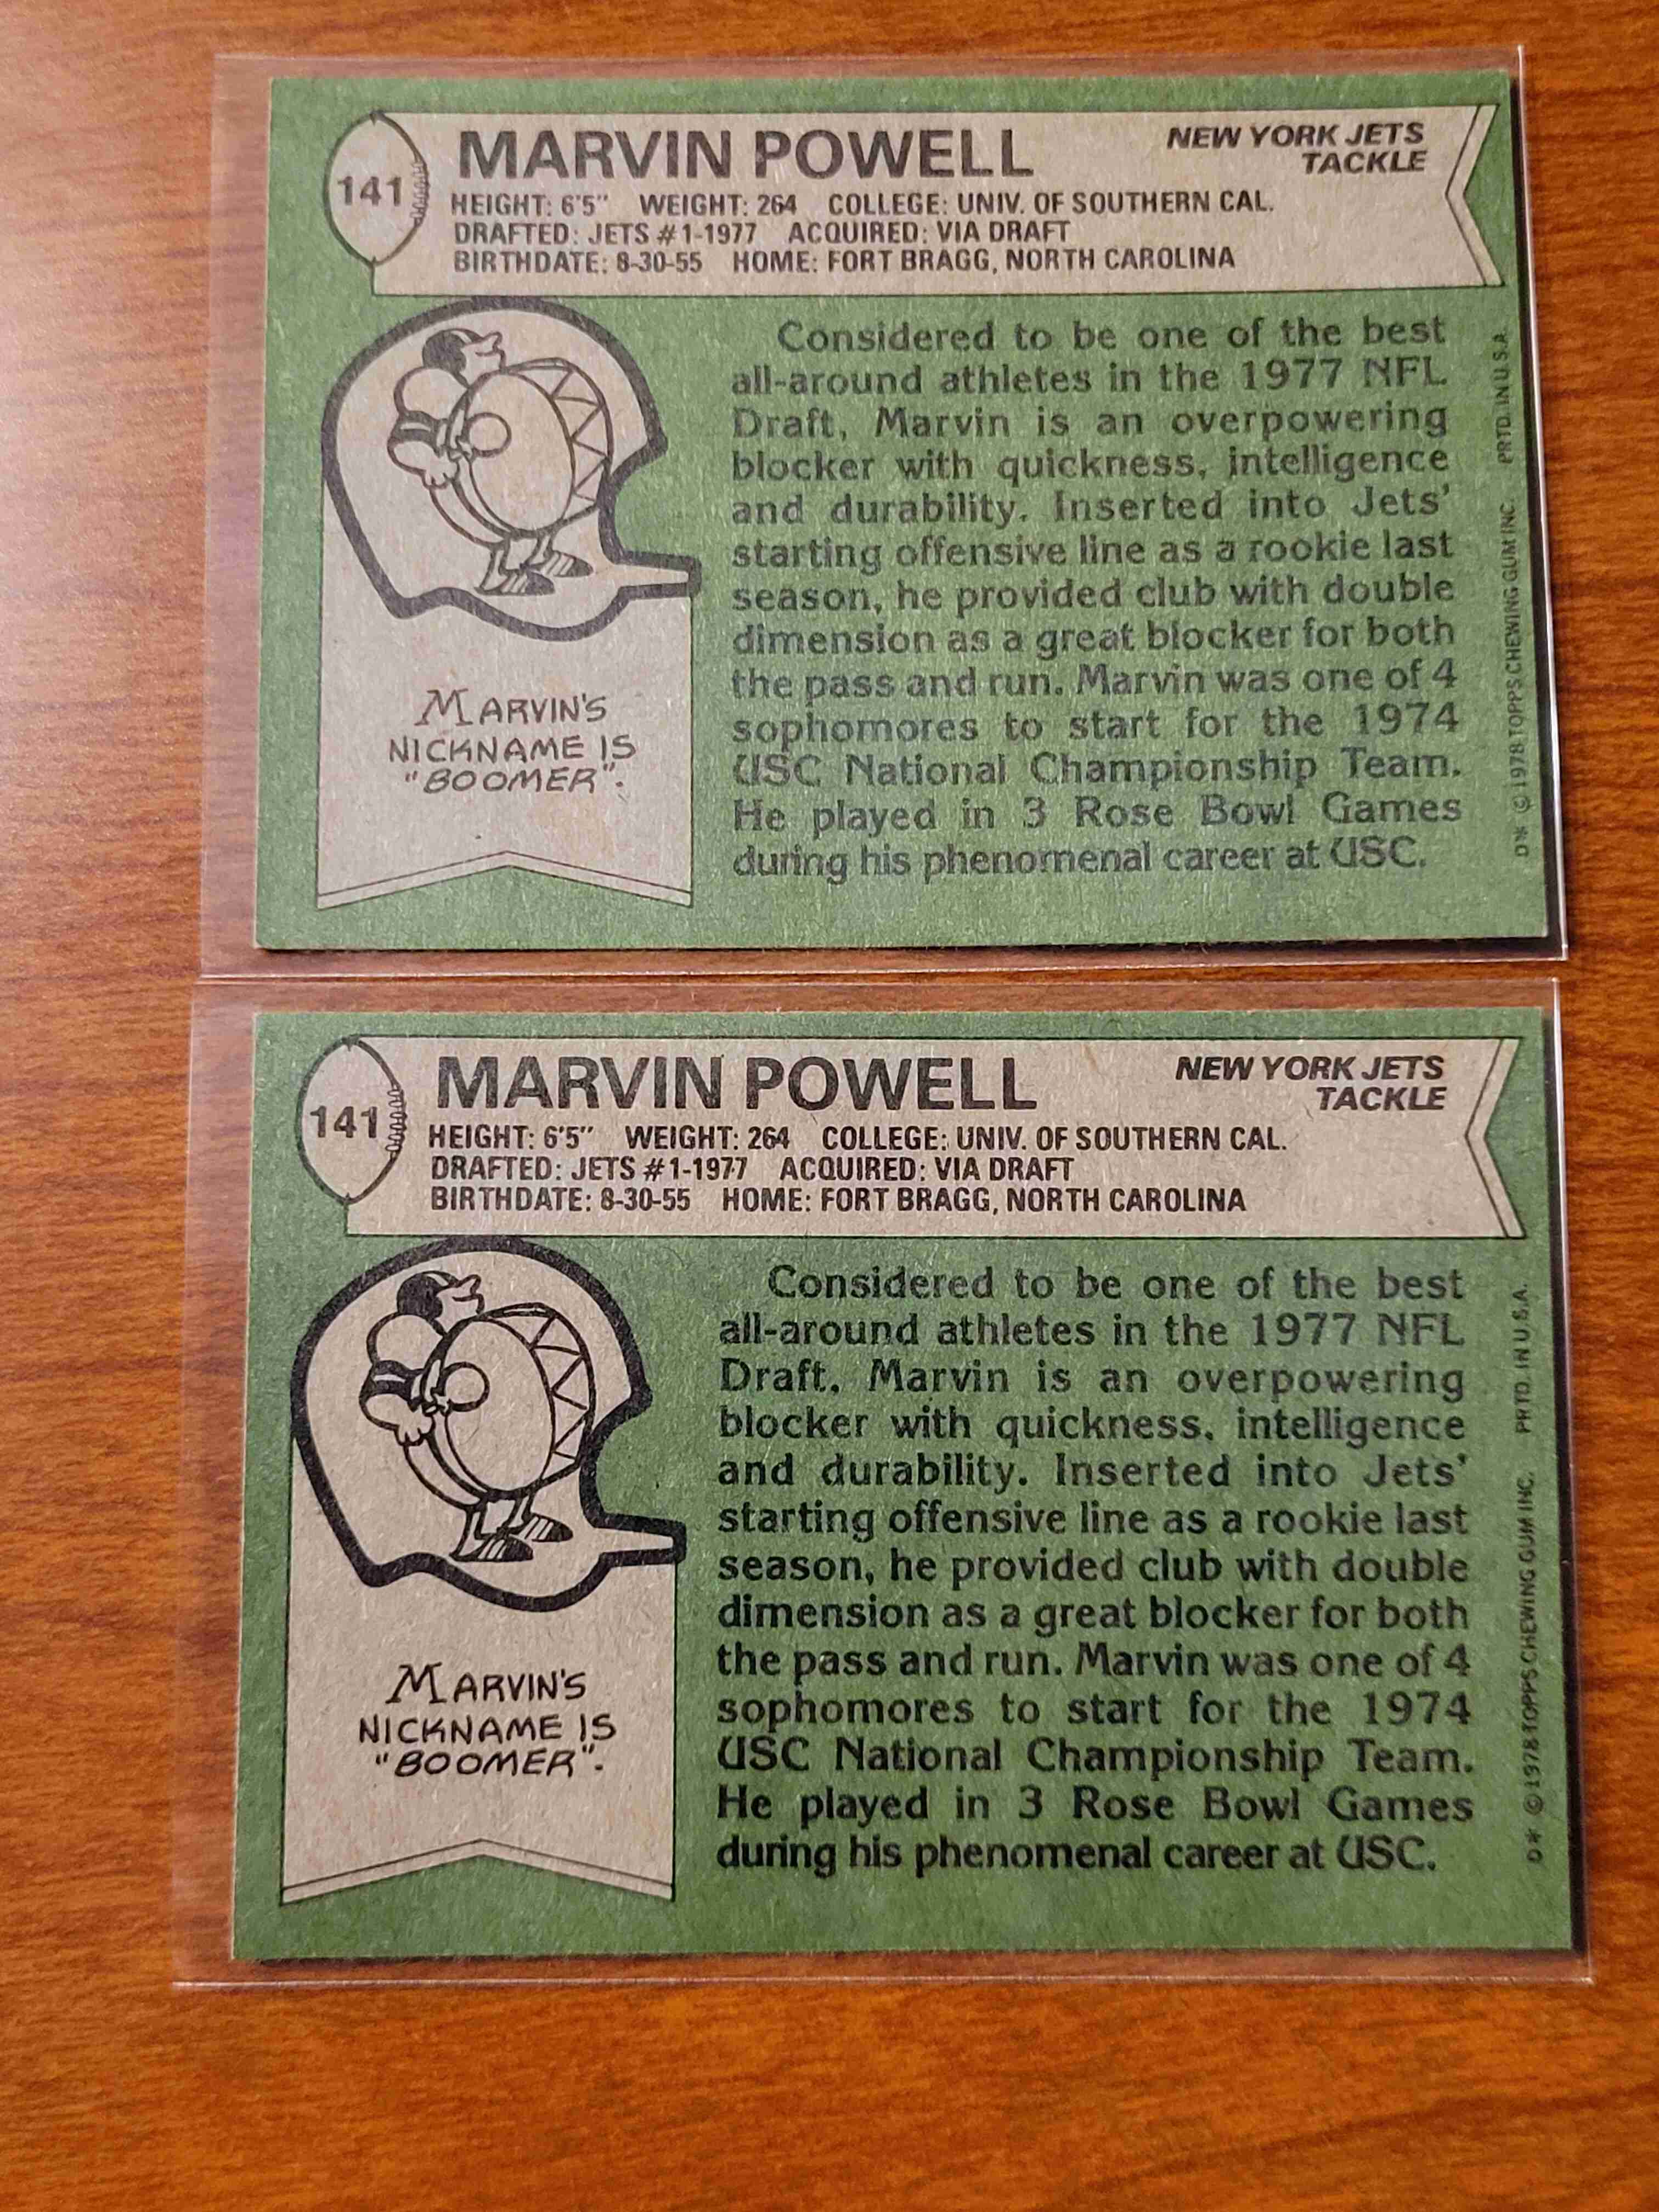 141
MARVIN POWELL
NEW YORK JETS
TACKLE
HEIGHT: 6'5" WEIGHT: 264 COLLEGE: UNIV. OF SOUTHERN CAL.
DRAFTED: JETS #1-1977 ACQUIRED: VIA DRAFT
BIRTHDATE: 8-30-55 HOME: FORT BRAGG, NORTH CAROLINA
MARVIN'S
NICKNAME IS
"BOOMER".
Considered to be one of the best
all-around athletes in the 1977 NFL
Draft, Marvin is an overpowering
blocker with quickness, intelligence
and durability. Inserted into Jets'
starting offensive line as a rookie last
season, he provided club with double
dimension as a great blocker for both
the pass and run. Marvin was one of 4
sophomores to start for the 1974
USC National Championship Team.
He played in 3 Rose Bowl Games
during his phenomenal career at USC.
D* © 1978 TOPPS CHEWING GUM INC. PRTD. IN U.S.A.
141
MARVIN POWELL
NEW YORK JETS
TACKLE
HEIGHT: 6'5" WEIGHT: 264 COLLEGE: UNIV. OF SOUTHERN CAL.
DRAFTED: JETS #1-1977 ACQUIRED: VIA DRAFT
BIRTHDATE: 8-30-55 HOME: FORT BRAGG, NORTH CAROLINA
MARVIN'S
NICKNAME IS
"BOOMER".
Considered to be one of the best
all-around athletes in the 1977 NFL
Draft, Marvin is an overpowering
blocker with quickness, intelligence
and durability. Inserted into Jets'
starting offensive line as a rookie last
season, he provided club with double
dimension as a great blocker for both
the pass and run. Marvin was one of 4
sophomores to start for the 1974
USC National Championship Team.
He played in 3 Rose Bowl Games
during his phenomenal career at USC.
D* © 1978 TOPPS CHEWING GUM INC. PRTD. IN U.S.A.